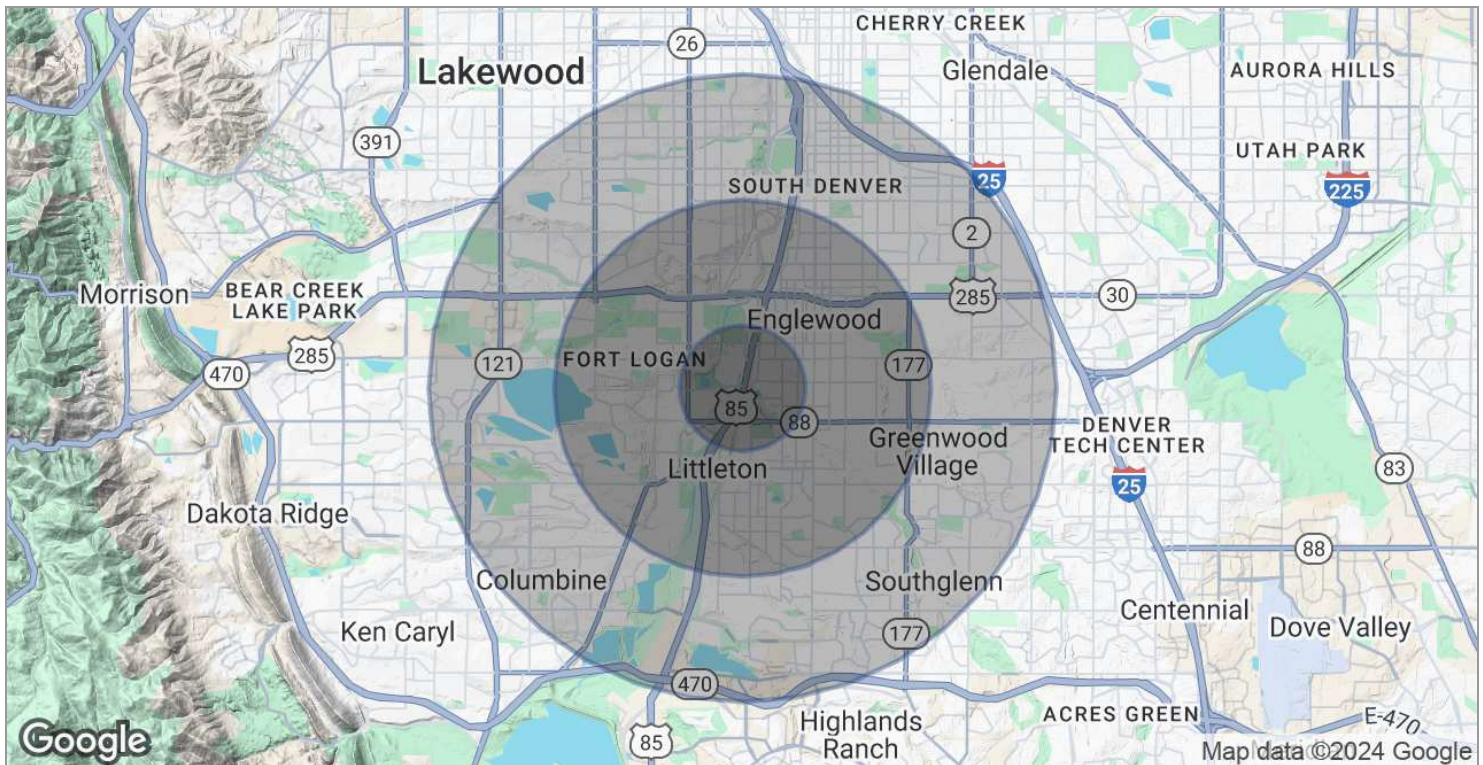 CHERRY CREEK
26
Lakewood
Glendale
AURORA HILLS
391
UTAH PARK
SOUTH DENVER
25
225
2
Morrison
BEAR CREEK
LAKE PARK
285
30
Englewood
285
FORT LOGAN
121
177
470
85
88
DENVER
TECH CENTER
Greenwood
Village
Littleton
83
25
Dakota Ridge
88
Columbine
Southglenn
Centennial
Ken Caryl
177
Dove Valley
470
ACRES GREEN
E-470
Highlands
Ranch
85
Google
Map data ©2024 Google